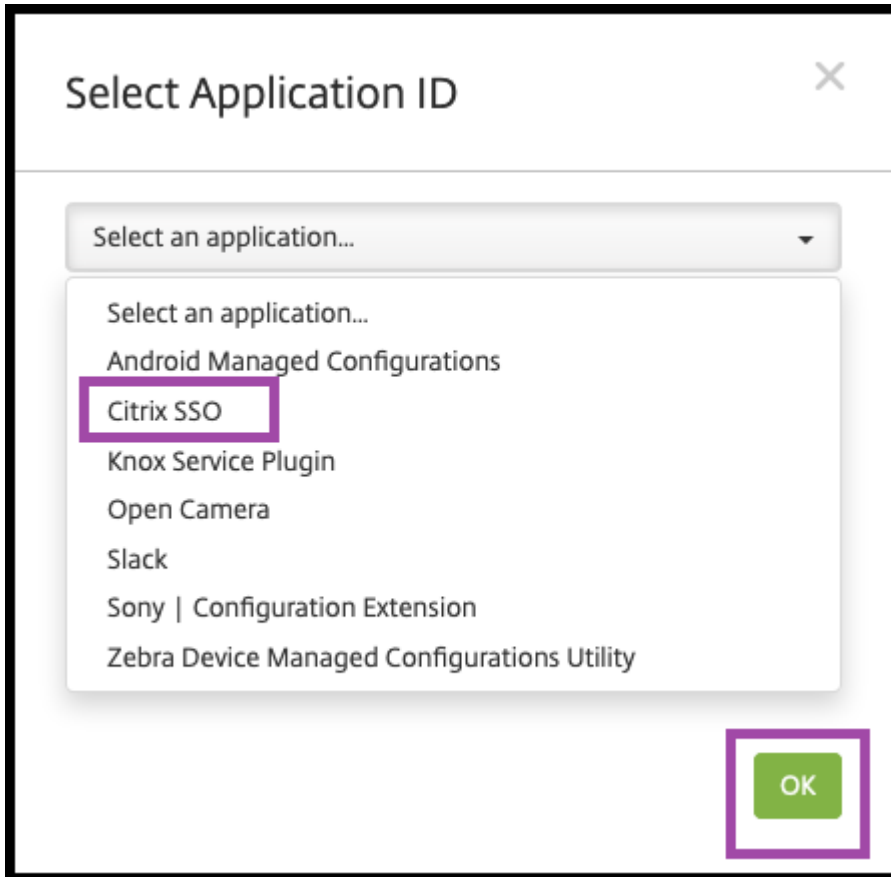 Select Application ID
Select an application...
Select an application...
Android Managed Configurations
Citrix SSO
Knox Service Plugin
Open Camera
Slack
Sony | Configuration Extension
Zebra Device Managed Configurations Utility
OK